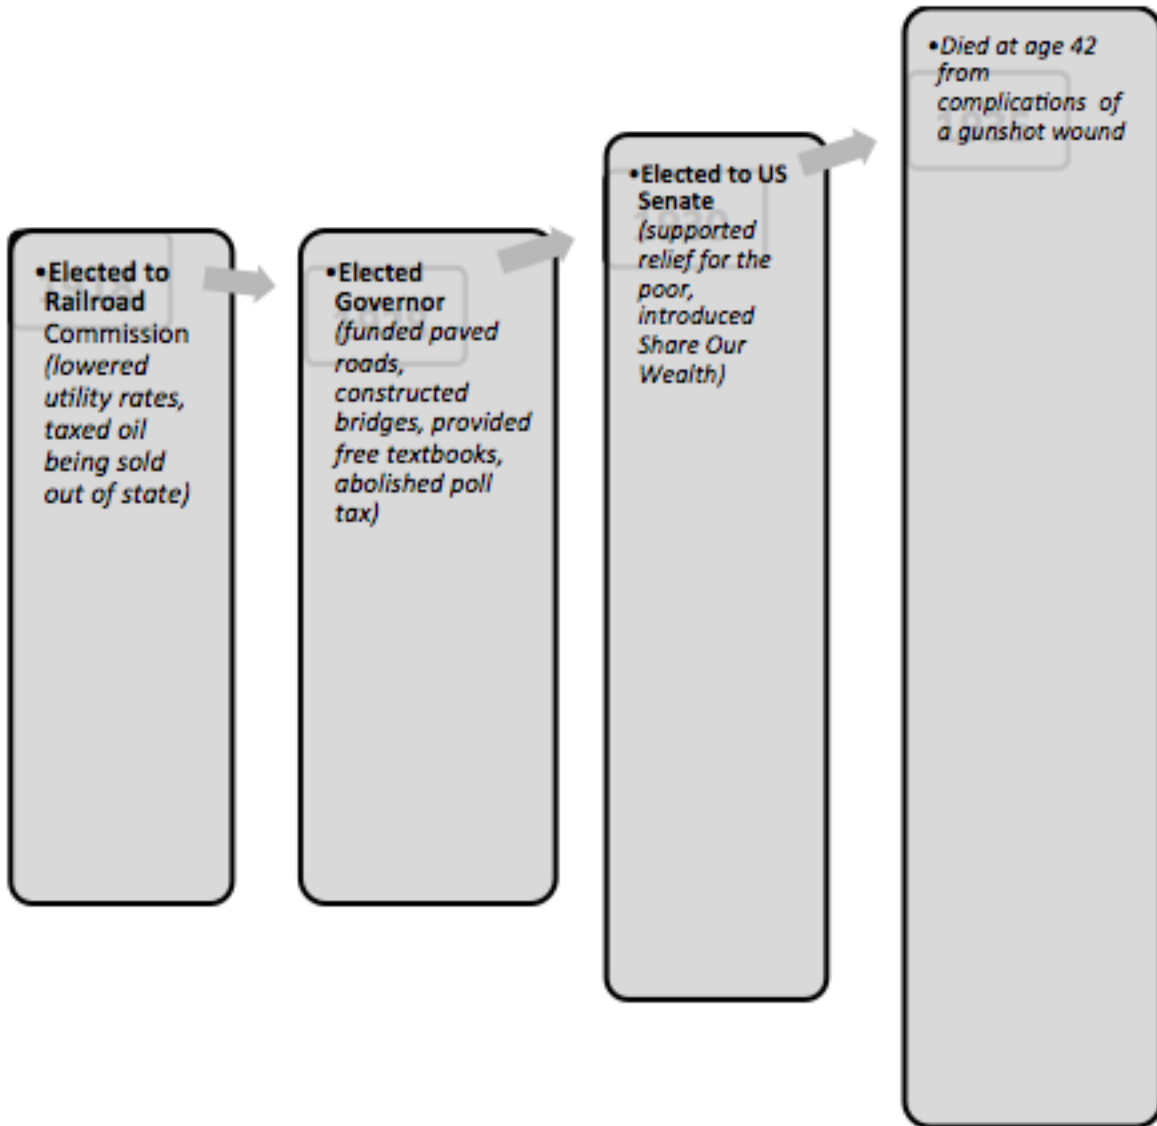 •Elected to
Railroad
Commission
(lowered
utility rates,
taxed oil
being sold
out of state)
•Elected
Governor
(funded paved
roads,
constructed
bridges, provided
free textbooks,
abolished poll
tax)
•Elected to US
Senate
(supported
relief for the
poor,
introduced
Share Our
Wealth)
•Died at age 42
from
complications of
a gunshot wound